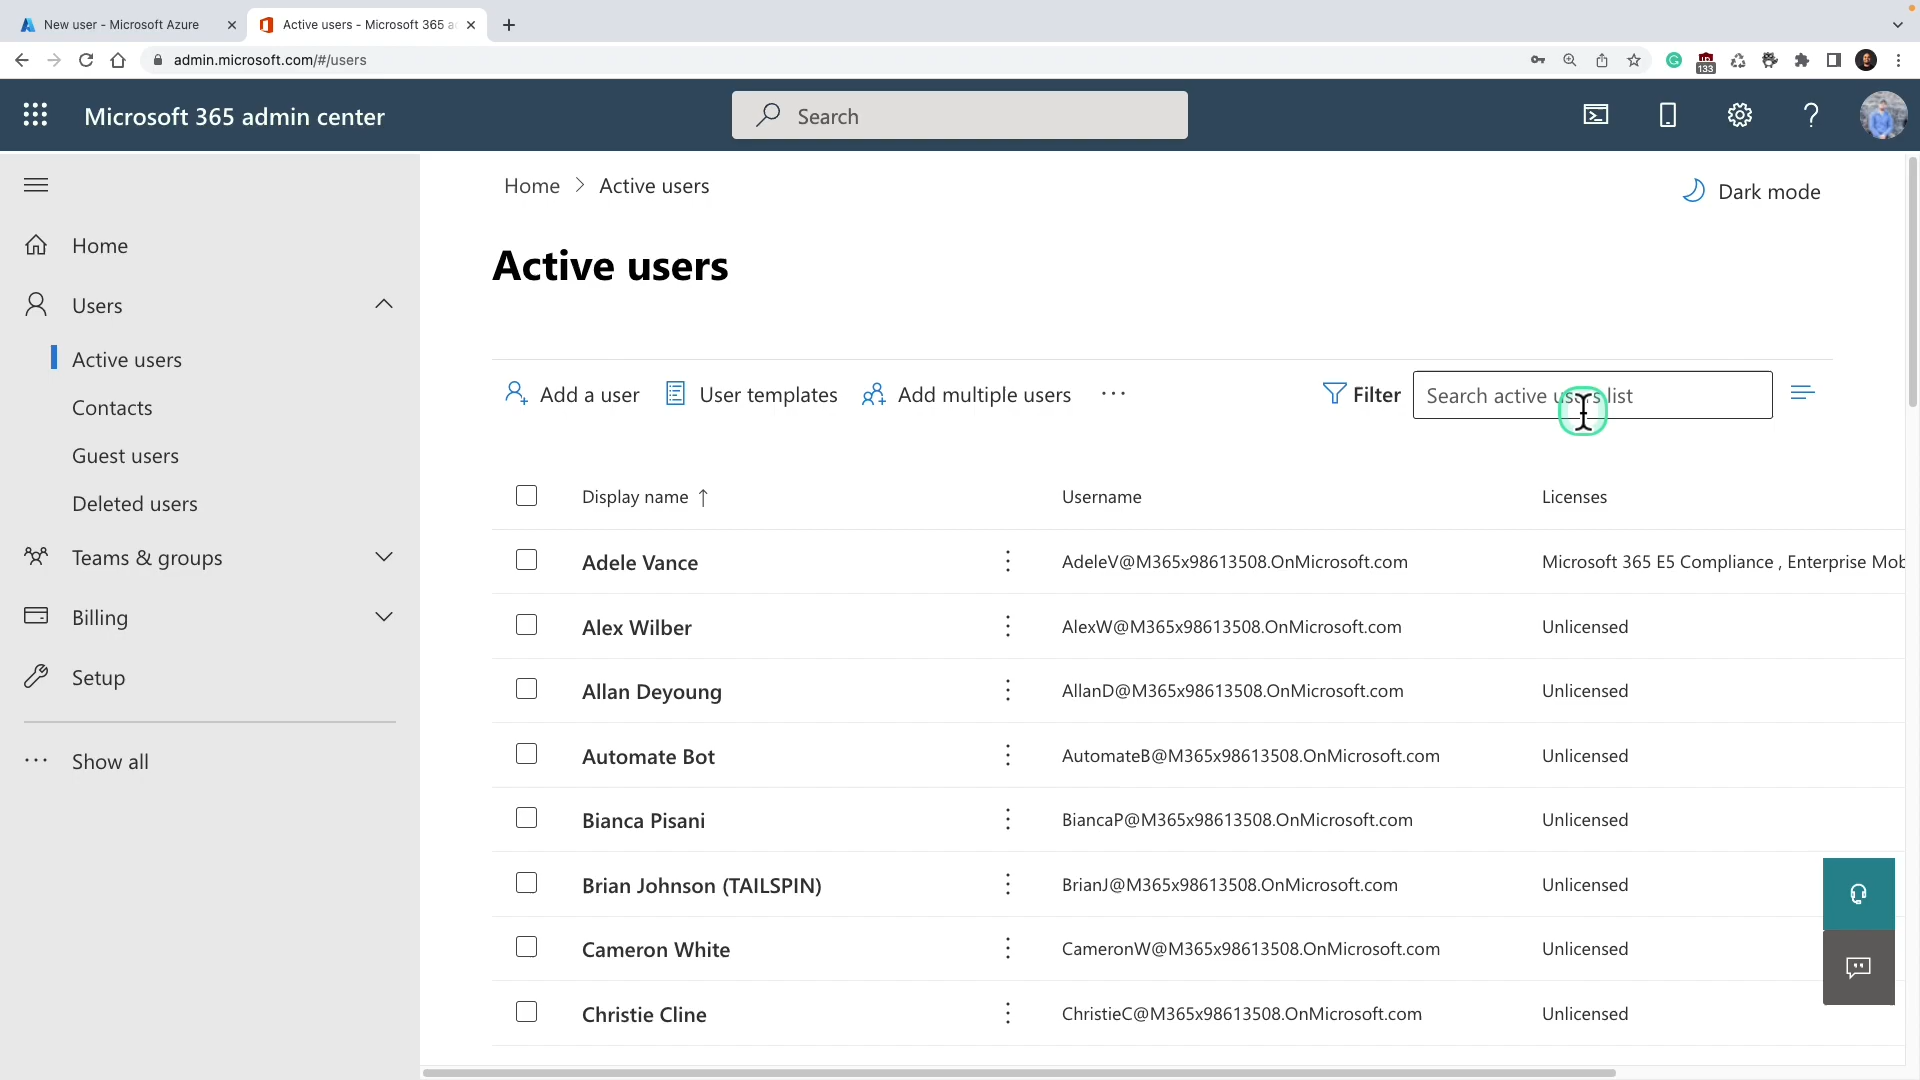 New user - Microsoft Azure
Active users - Microsoft 365 a
admin.microsoft.com/#/users
133
Microsoft 365 admin center
Search
Home
Users
Active users
Contacts
Guest users
Deleted users
Teams & groups
Billing
Setup
Show all
Home > Active users
Dark mode
Active users
Add a user
User templates
Add multiple users
Filter
Search active users list
Display name ↑ Username Licenses
Adele Vance AdeleV@M365x98613508.OnMicrosoft.com Microsoft 365 E5 Compliance , Enterprise Mob
Alex Wilber AlexW@M365x98613508.OnMicrosoft.com Unlicensed
Allan Deyoung AllanD@M365x98613508.OnMicrosoft.com Unlicensed
Automate Bot AutomateB@M365x98613508.OnMicrosoft.com Unlicensed
Bianca Pisani BiancaP@M365x98613508.OnMicrosoft.com Unlicensed
Brian Johnson (TAILSPIN) BrianJ@M365x98613508.OnMicrosoft.com Unlicensed
Cameron White CameronW@M365x98613508.OnMicrosoft.com Unlicensed
Christie Cline ChristieC@M365x98613508.OnMicrosoft.com Unlicensed